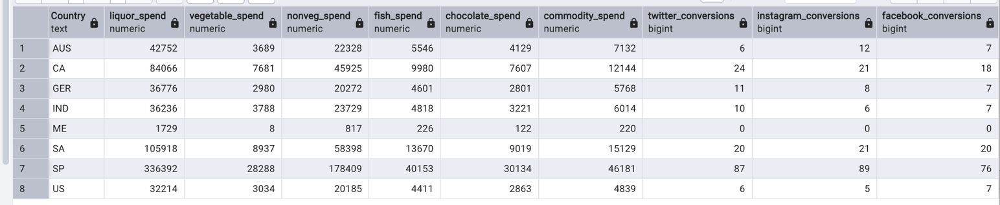 Country liquor_spend vegetable_spend nonveg_spend fish_spend chocolate_spend commodity_spend twitter_conversions instagram_conversions facebook_conversions
text numeric numeric numeric numeric numeric numeric bigint bigint bigint
1 AUS 42752 3689 22328 5546 4129 7132 6 12 7
2 CA 84066 7681 45925 9980 7607 12144 24 21 18
3 GER 36776 2980 20272 4601 2801 5768 11 8 7
4 IND 36236 3788 23729 4818 3221 6014 10 6 7
5 ME 1729 8 817 226 122 220 0 0 0
6 SA 105918 8937 58398 13670 9019 15129 20 21 20
7 SP 336392 28288 178409 40153 30134 46181 87 89 76
8 US 32214 3034 20185 4411 2863 4839 6 5 7